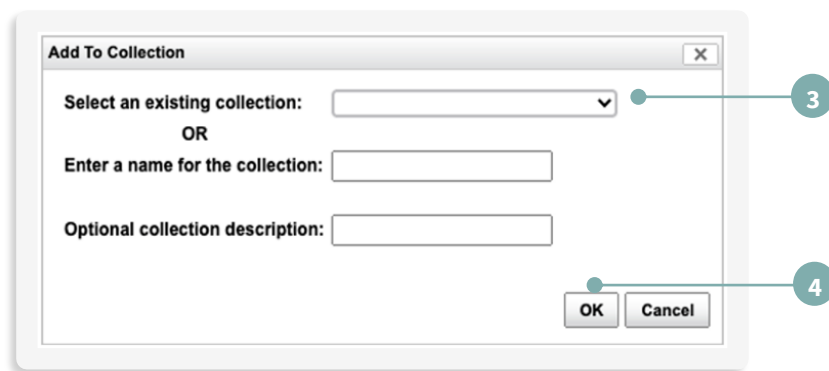 Add To Collection X
Select an existing collection: 3
OR
Enter a name for the collection:
Optional collection description:
4
OK Cancel